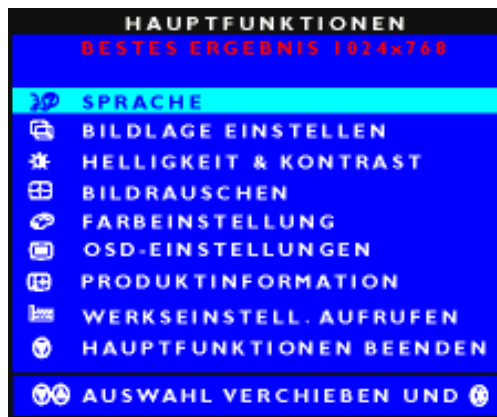 HAUPTFUNKTIONEN
BESTES ERGEBNIS 1024x768
SPRACHE
BILDLAGE EINSTELLEN
HELLIGKEIT & KONTRAST
BILDRAUSCHEN
FARBEINSTELLUNG
OSD-EINSTELLUNGEN
PRODUKTINFORMATION
WERKSEINSTELL. AUFRUFEN
HAUPTFUNKTIONEN BEENDEN
AUSWAHL VERCHIEBEN UND